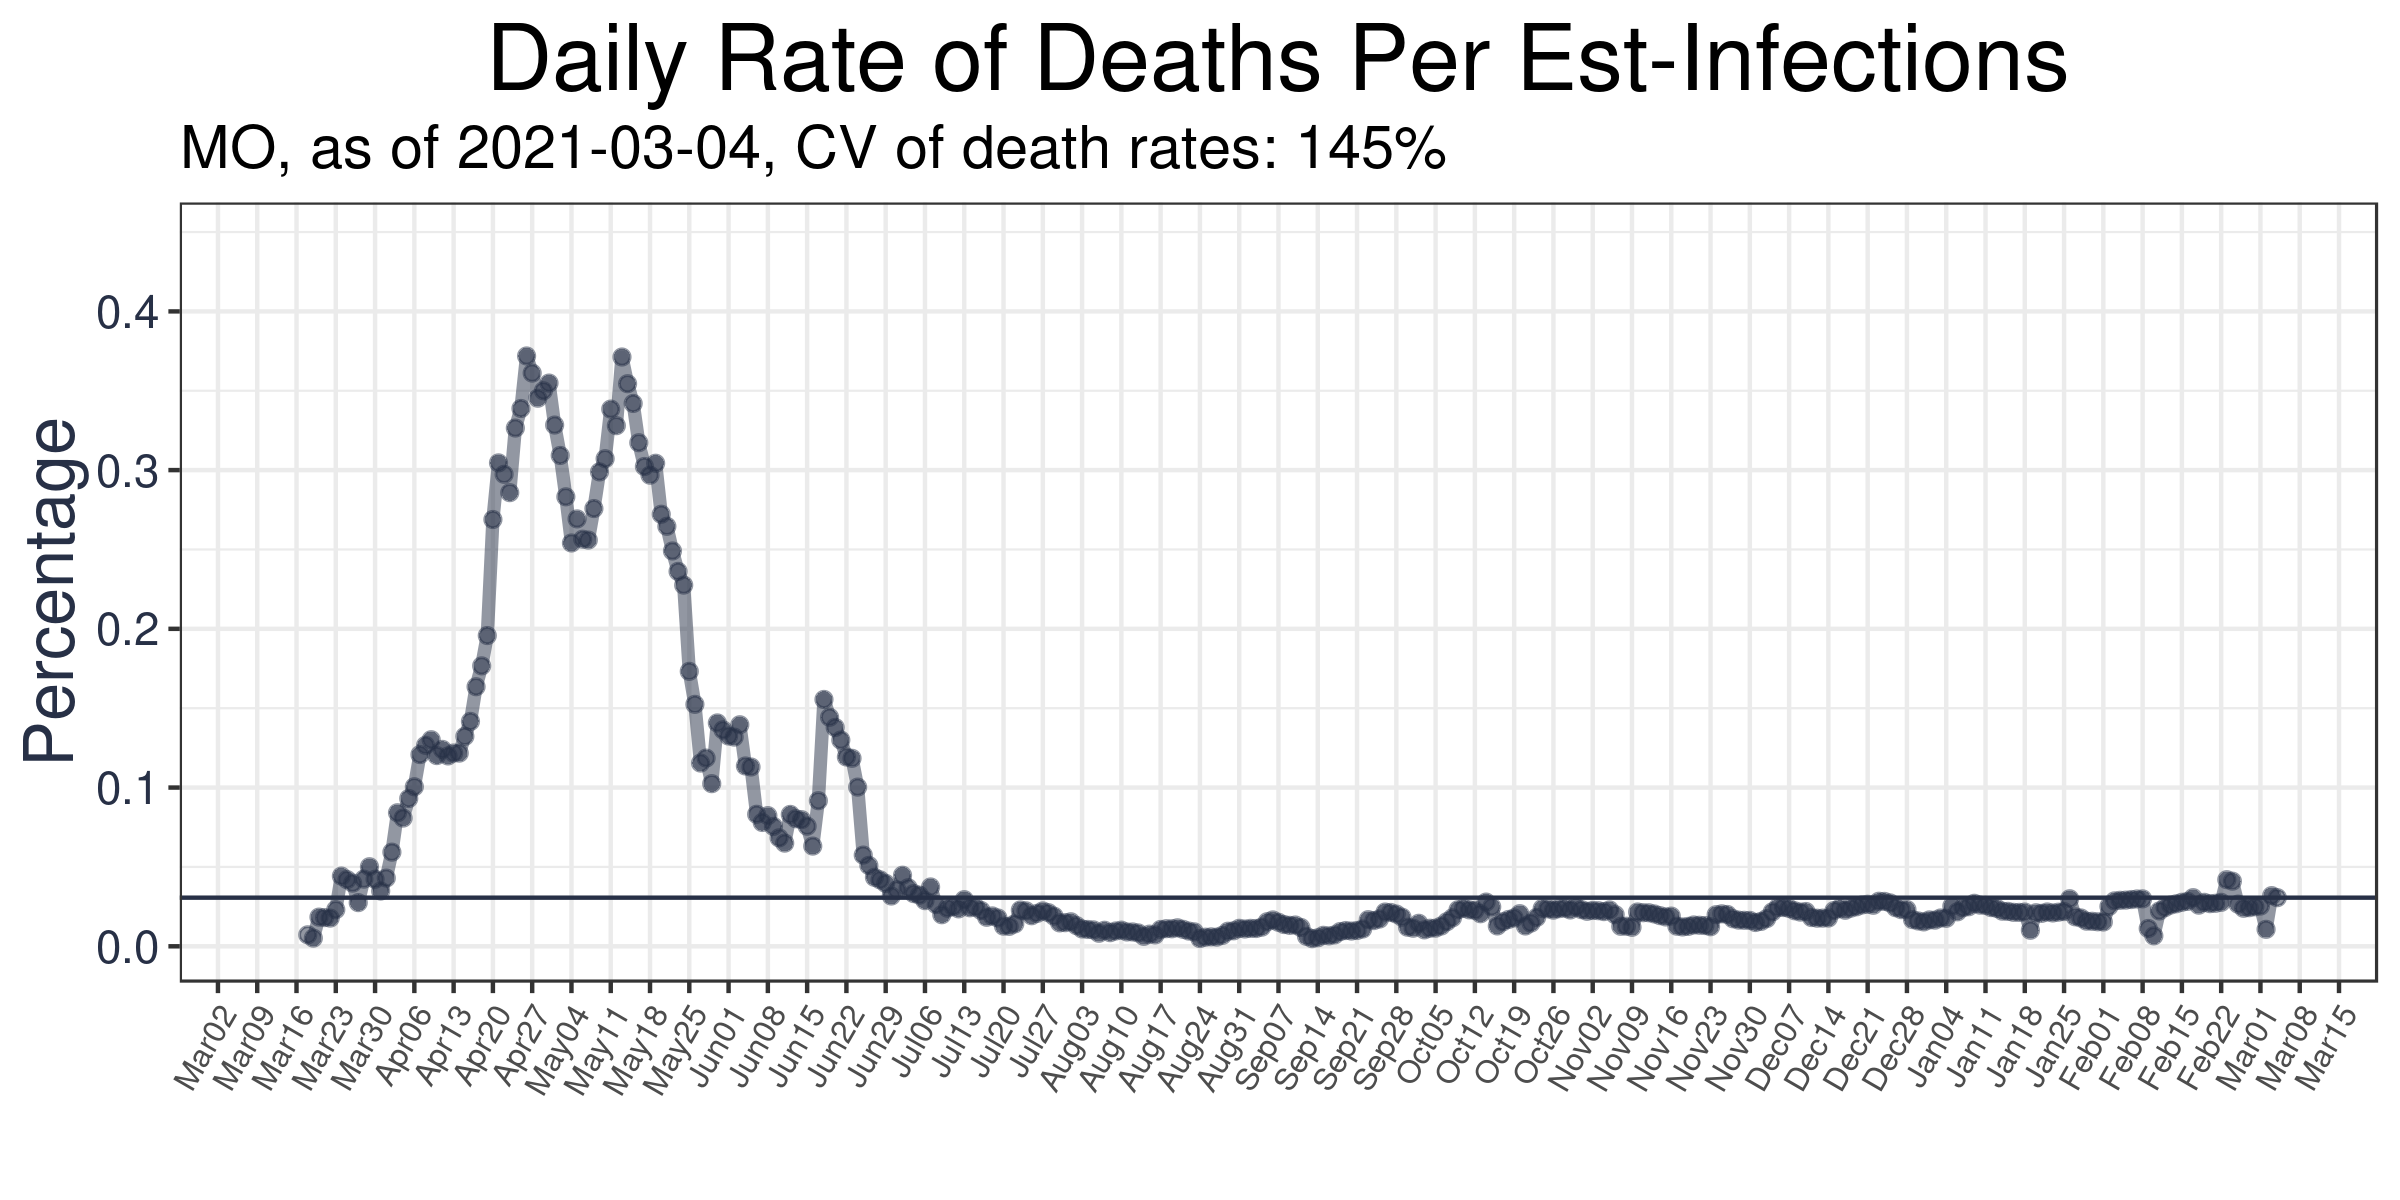 Daily Rate of Deaths Per Est-Infections
MO, as of 2021-03-04, CV of death rates: 145%
Percentage
0.4
0.3
0.2
0.1
0.0
Mar02 Mar09 Mar16 Mar23 Mar30 Apr06 Apr13 Apr20 Apr27 May04 May11 May18 May25 Jun01 Jun08 Jun15 Jun22 Jun29 Jul06 Jul13 Jul20 Jul27 Aug03 Aug10 Aug17 Aug24 Aug31 Sep07 Sep14 Sep21 Sep28 Oct05 Oct12 Oct19 Oct26 Nov02 Nov09 Nov16 Nov23 Nov30 Dec07 Dec14 Dec21 Dec28 Jan04 Jan11 Jan18 Jan25 Feb01 Feb08 Feb15 Feb22 Mar01 Mar08 Mar15